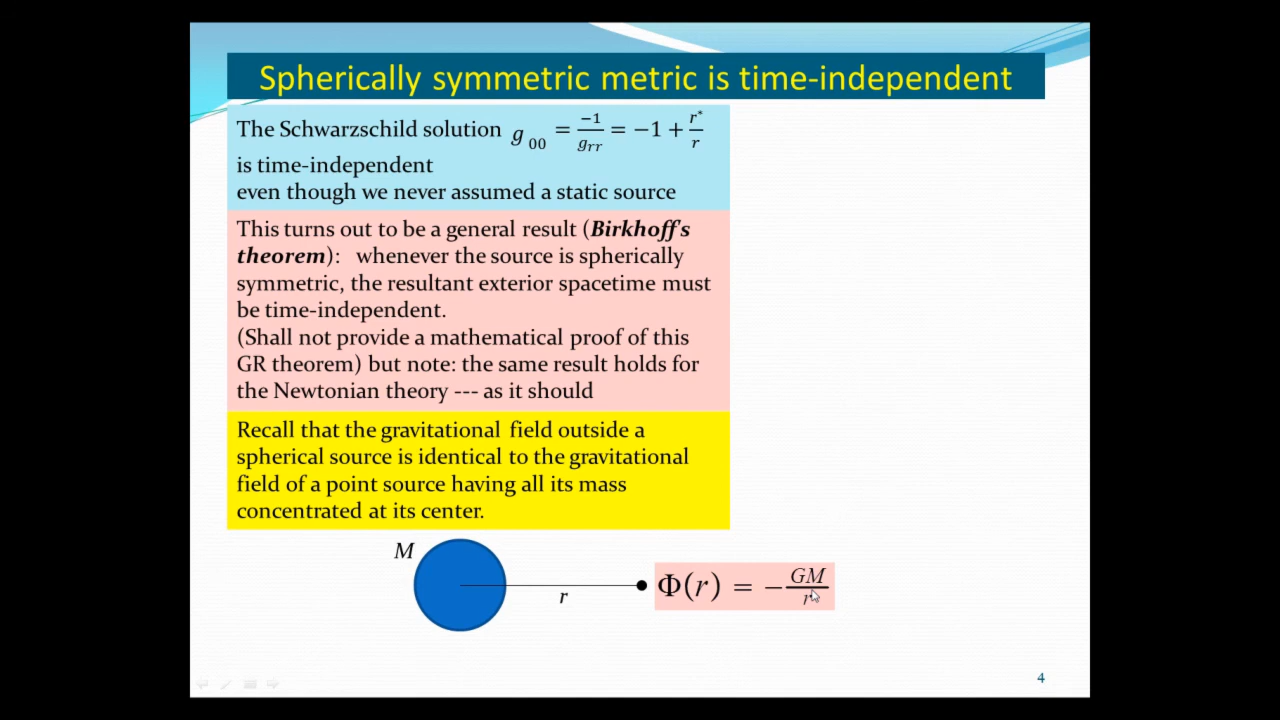 Spherically symmetric metric is time-independent
The Schwarzschild solution g₀₀ = −1/gᵣᵣ = −1 + r*/r
is time-independent
even though we never assumed a static source
This turns out to be a general result (Birkhoff's
theorem): whenever the source is spherically
symmetric, the resultant exterior spacetime must
be time-independent.
(Shall not provide a mathematical proof of this
GR theorem) but note: the same result holds for
the Newtonian theory --- as it should
Recall that the gravitational field outside a
spherical source is identical to the gravitational
field of a point source having all its mass
concentrated at its center.
M
r
Φ(r) = −GM/r
4